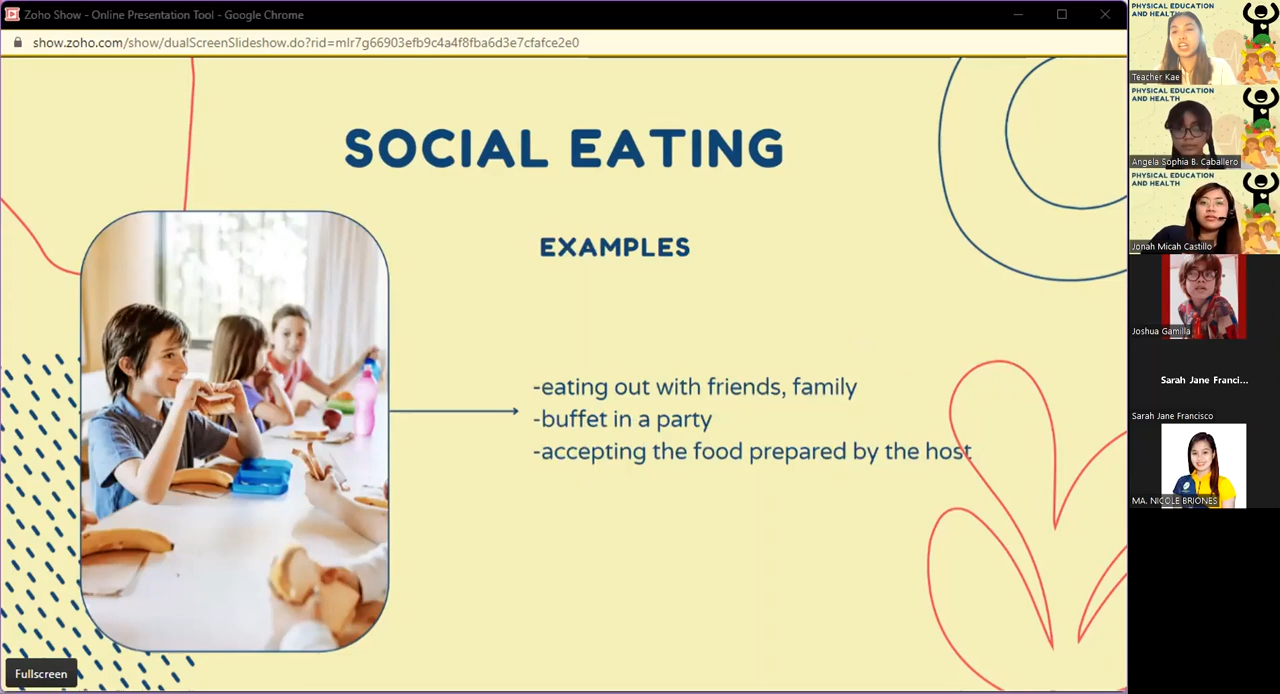 Zoho Show - Online Presentation Tool - Google Chrome
show.zoho.com/show/dualScreenSlideshow.do?rid=mlr7g66903efb9c4a4f8fba6d3e7cfafce2e0
SOCIAL EATING
EXAMPLES
-eating out with friends, family
-buffet in a party
-accepting the food prepared by the host
Fullscreen
PHYSICAL EDUCATION
AND HEALTH
Teacher Kae
PHYSICAL EDUCATION
AND HEALTH
Angela Sophia B. Caballero
PHYSICAL EDUCATION
AND HEALTH
Jonah Micah Castillo
Joshua Gamilla
Sarah Jane Franci...
Sarah Jane Francisco
MA. NICOLE BRIONES